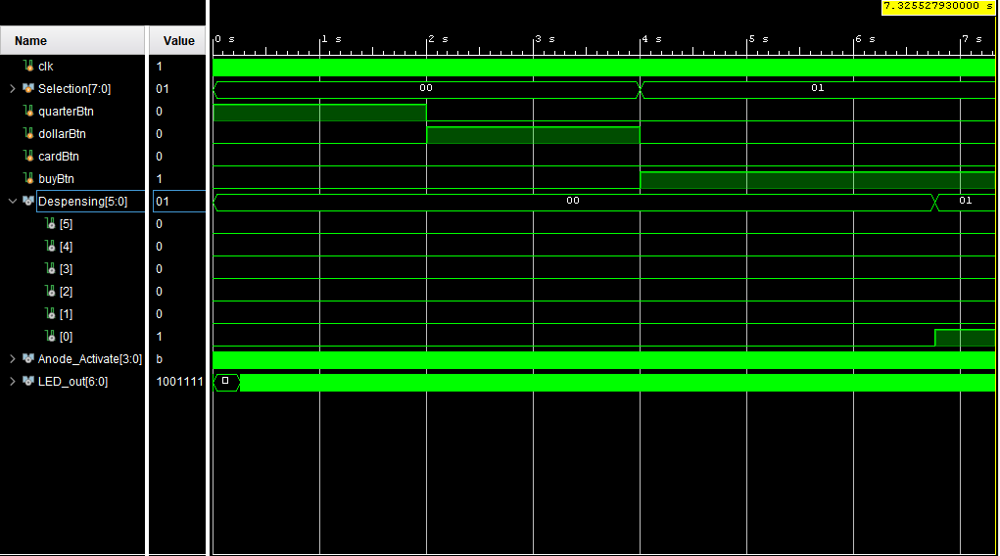 7.325527930000 s
Name Value
0 s 1 s 2 s 3 s 4 s 5 s 6 s 7 s
clk 1
Selection[7:0] 01 00 01
quarterBtn 0
dollarBtn 0
cardBtn 0
buyBtn 1
Despensing[5:0] 01 00 01
[5] 0
[4] 0
[3] 0
[2] 0
[1] 0
[0] 1
Anode_Activate[3:0] b
LED_out[6:0] 1001111